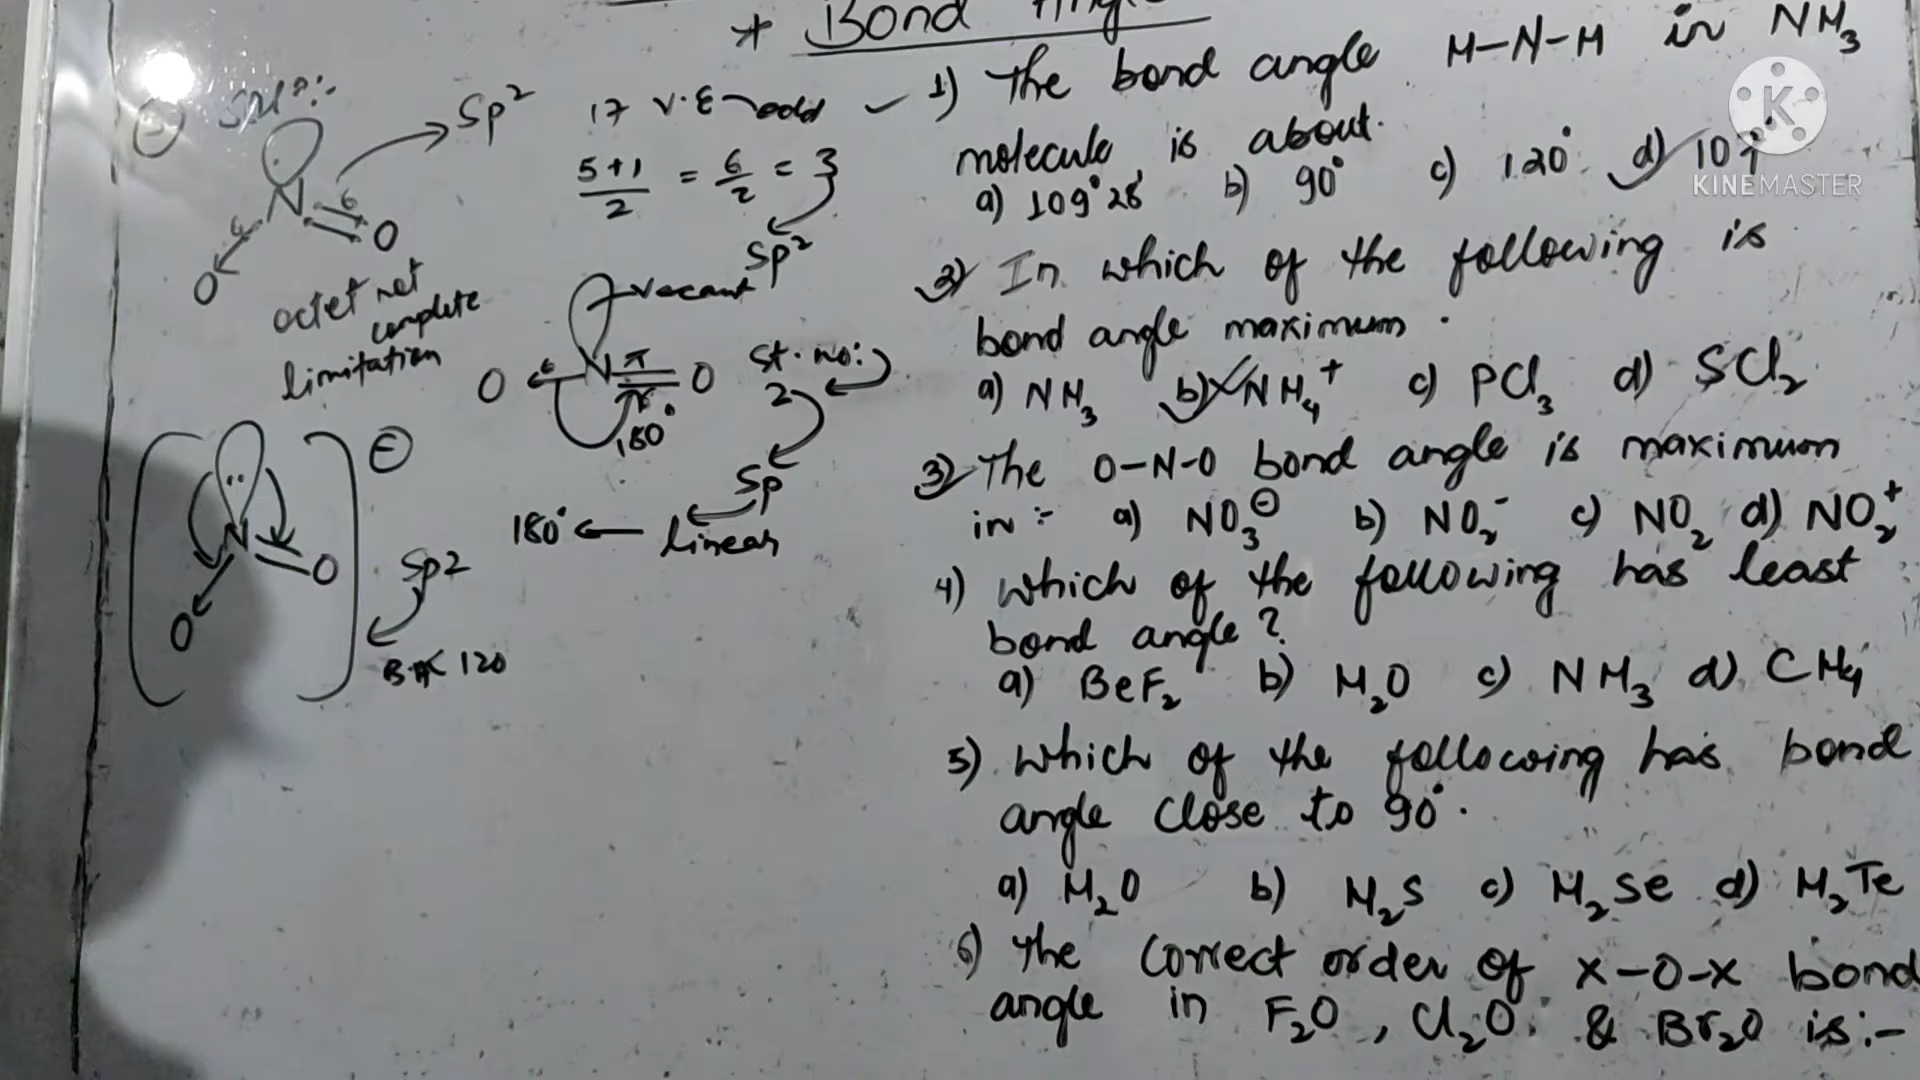 * Bond Angle
1) The bond angle H-N-H in NH3
molecule is about.
a) 109°28' b) 90° c) 120° d) 107°
2) In which of the following is
bond angle maximum.
a) NH3 b) NH4+ c) PCl3 d) SCl2
3) The O-N-O bond angle is maximum
in :- a) NO3⊖ b) NO2- c) NO2 d) NO2+
4) which of the following has least
bond angle?
a) BeF2 b) H2O c) NH3 d) CH4
5) which of the following has bond
angle close to 90°.
a) H2O b) H2S c) H2Se d) H2Te
6) The correct order of X-O-X bond
angle in F2O, Cl2O. & Br2O is:-
Sp2
17 V.E odd
5+1/2 = 6/2 = 3
Sp2
N
O O
octet not
complete
limitation
vacant
O N π O
π
180°
St. no:
2
Sp
180° ← linear
N
O O
⊖
Sp2
B.A< 120
K
KINEMASTER